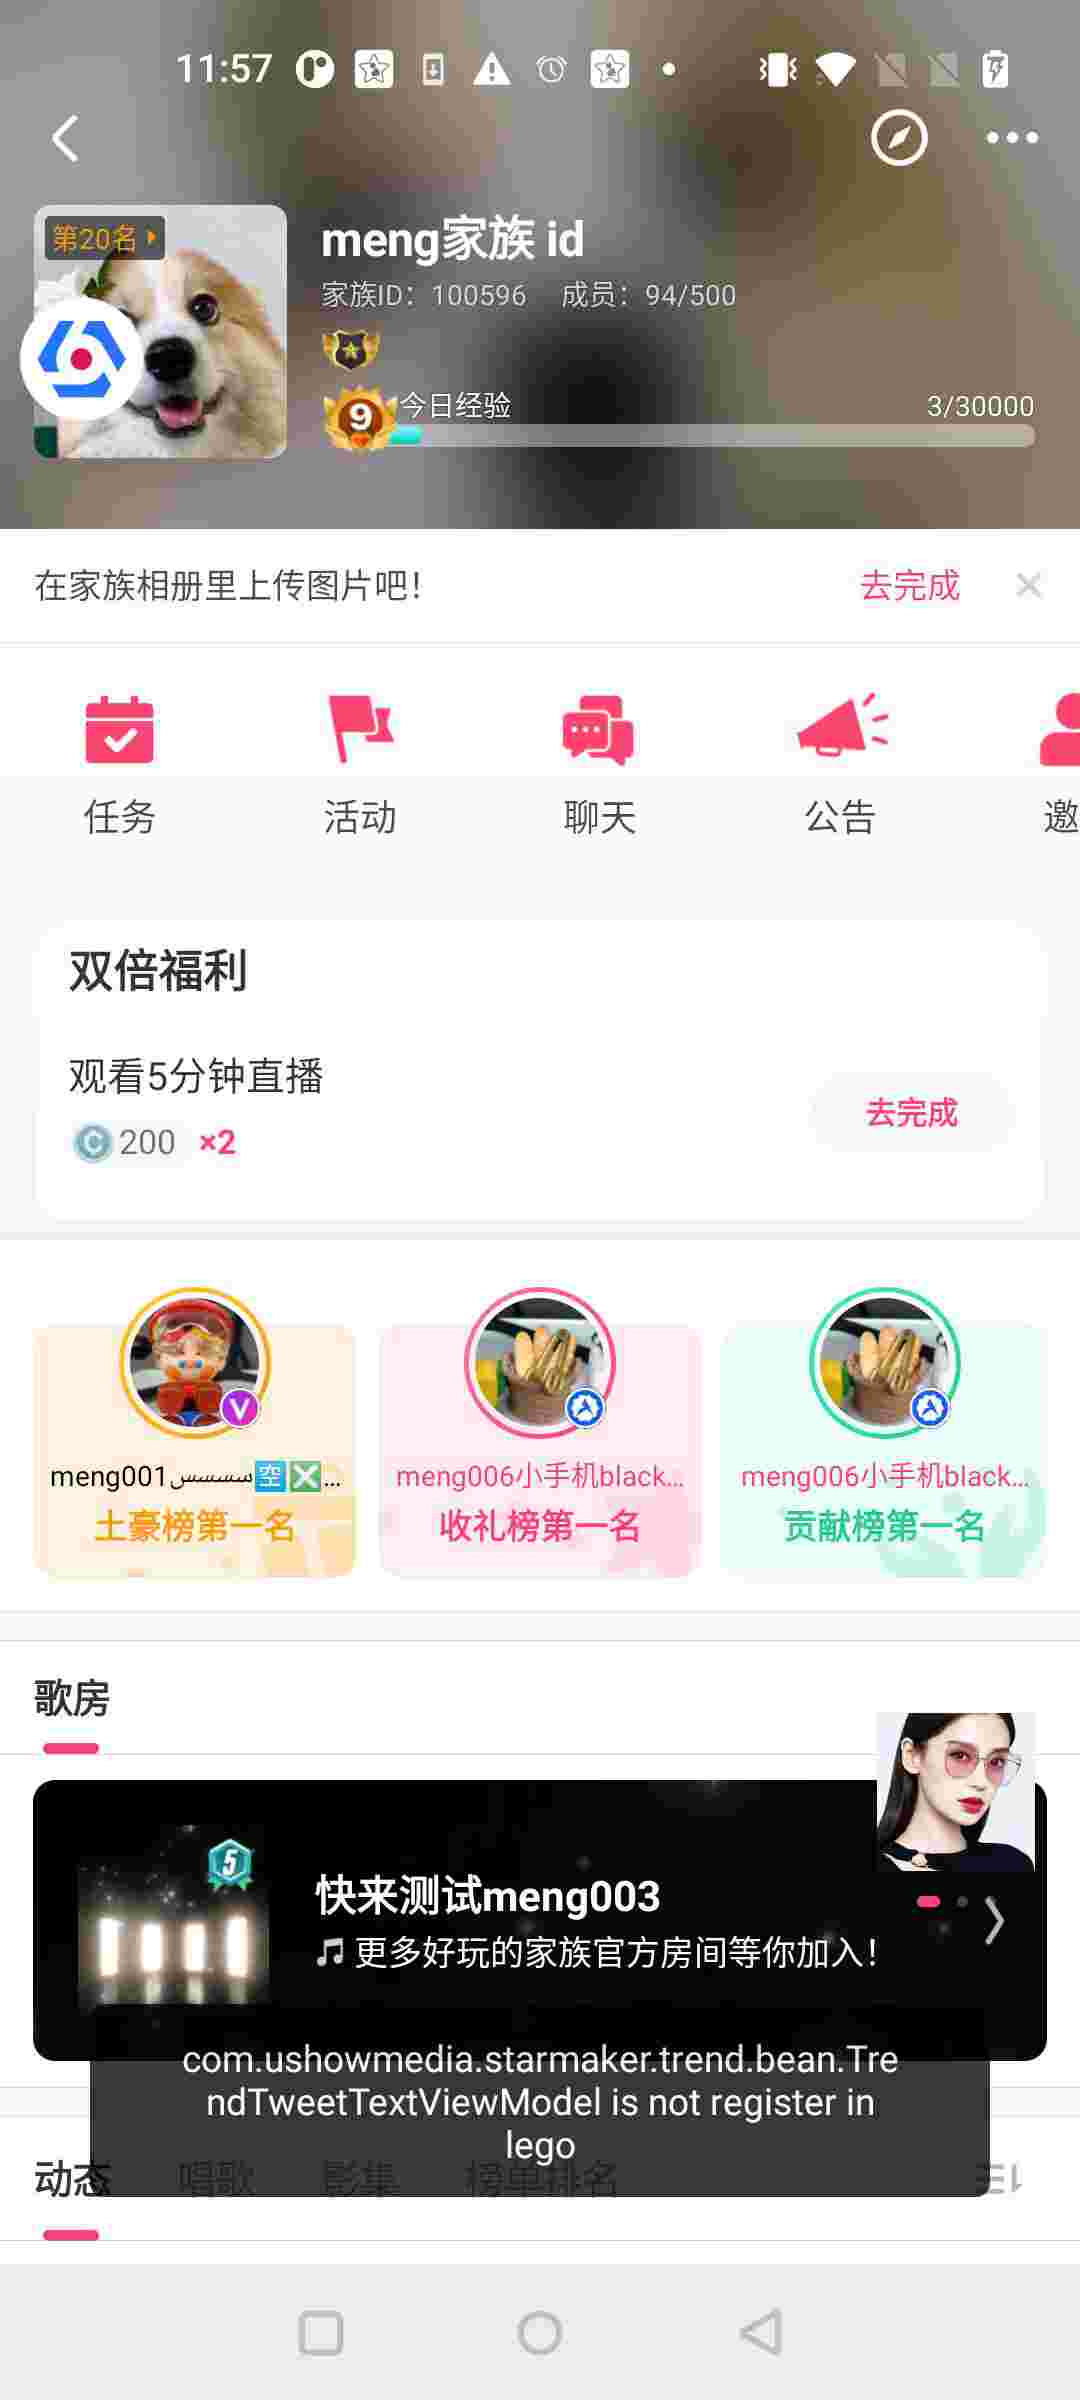 11:57
第20名
meng家族 id
家族ID：100596 成员：94/500
9
今日经验
3/30000
在家族相册里上传图片吧！
去完成
任务
活动
聊天
公告
邀
双倍福利
观看5分钟直播
去完成
C 200 ×2
meng001سسسس🈳❎...
土豪榜第一名
meng006小手机black...
收礼榜第一名
meng006小手机black...
贡献榜第一名
歌房
5
快来测试meng003
更多好玩的家族官方房间等你加入！
com.ushowmedia.starmaker.trend.bean.Tre
ndTweetTextViewModel is not register in
lego
动态 唱歌 影集 榜单排名